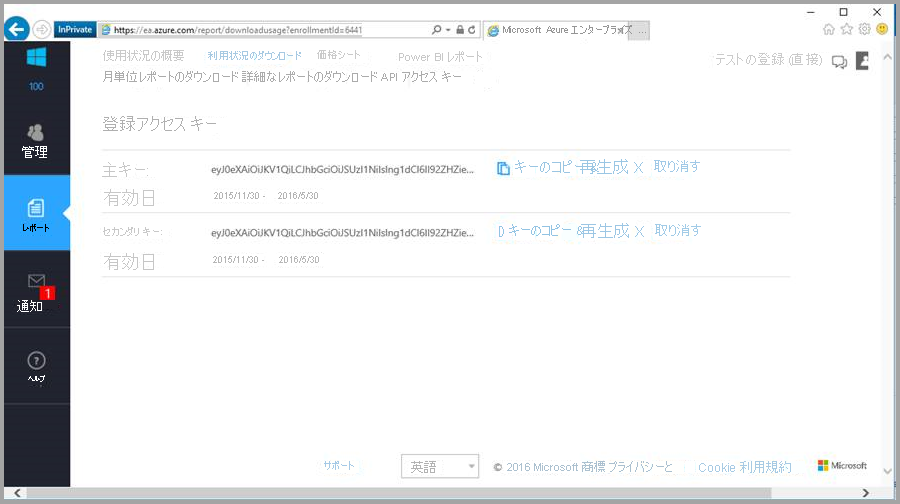 InPrivate https://ea.azure.com/report/downloadusage?enrollmentId=6441 Microsoft Azure エンタープライズ ...
使用状況の概要 利用状況のダウンロード 価格シート Power BI レポート テストの登録 (直接)
月単位レポートのダウンロード 詳細なレポートのダウンロード API アクセス キー
100
管理
レポート
1
通知
ヘルプ
登録アクセス キー
主キー: eyJ0eXAiOiJKV1QiLCJhbGciOiJSUzI1NiIsIng1dCI6Il92ZHZie... キーのコピー 再生成 X 取り消す
有効日 2015/11/30 - 2016/5/30
セカンダリ キー: eyJ0eXAiOiJKV1QiLCJhbGciOiJSUzI1NiIsIng1dCI6Il92ZHZie... D キーのコピー &再生成 X 取り消す
有効日 2015/11/30 - 2016/5/30
サポート 英語 © 2016 Microsoft 商標 プライバシーと Cookie 利用規約 Microsoft